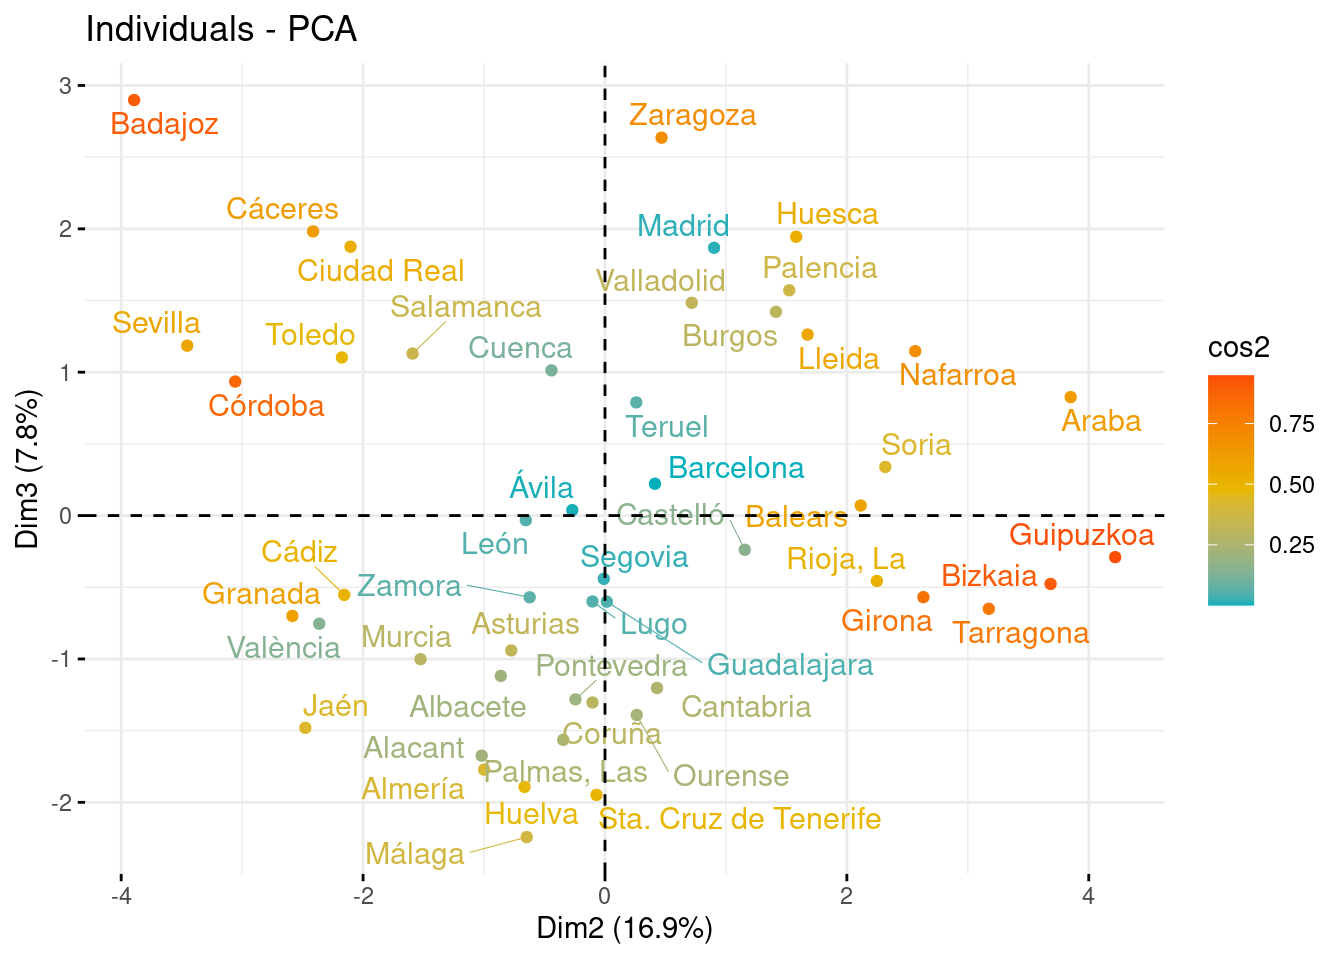 Individuals - PCA
3
Badajoz
Zaragoza
Cáceres
Huesca
2
Madrid
Ciudad Real
Palencia
Valladolid
Salamanca
Sevilla
Toledo
Burgos
Cuenca
Lleida
cos2
1
Nafarroa
Córdoba
Araba
Teruel
0.75
Soria
Dim3 (7.8%)
Barcelona
Ávila
0.50
0
Castelló
Balears
Guipuzkoa
León
0.25
Cádiz
Segovia
Rioja, La
Zamora
Bizkaia
Granada
Lugo
Girona
Asturias
Tarragona
València
Murcia
-1
Pontevedra
Guadalajara
Jaén
Albacete
Cantabria
Coruña
Alacant
Palmas, Las
Ourense
Almería
-2
Huelva
Sta. Cruz de Tenerife
Málaga
-4
-2
0
2
4
Dim2 (16.9%)